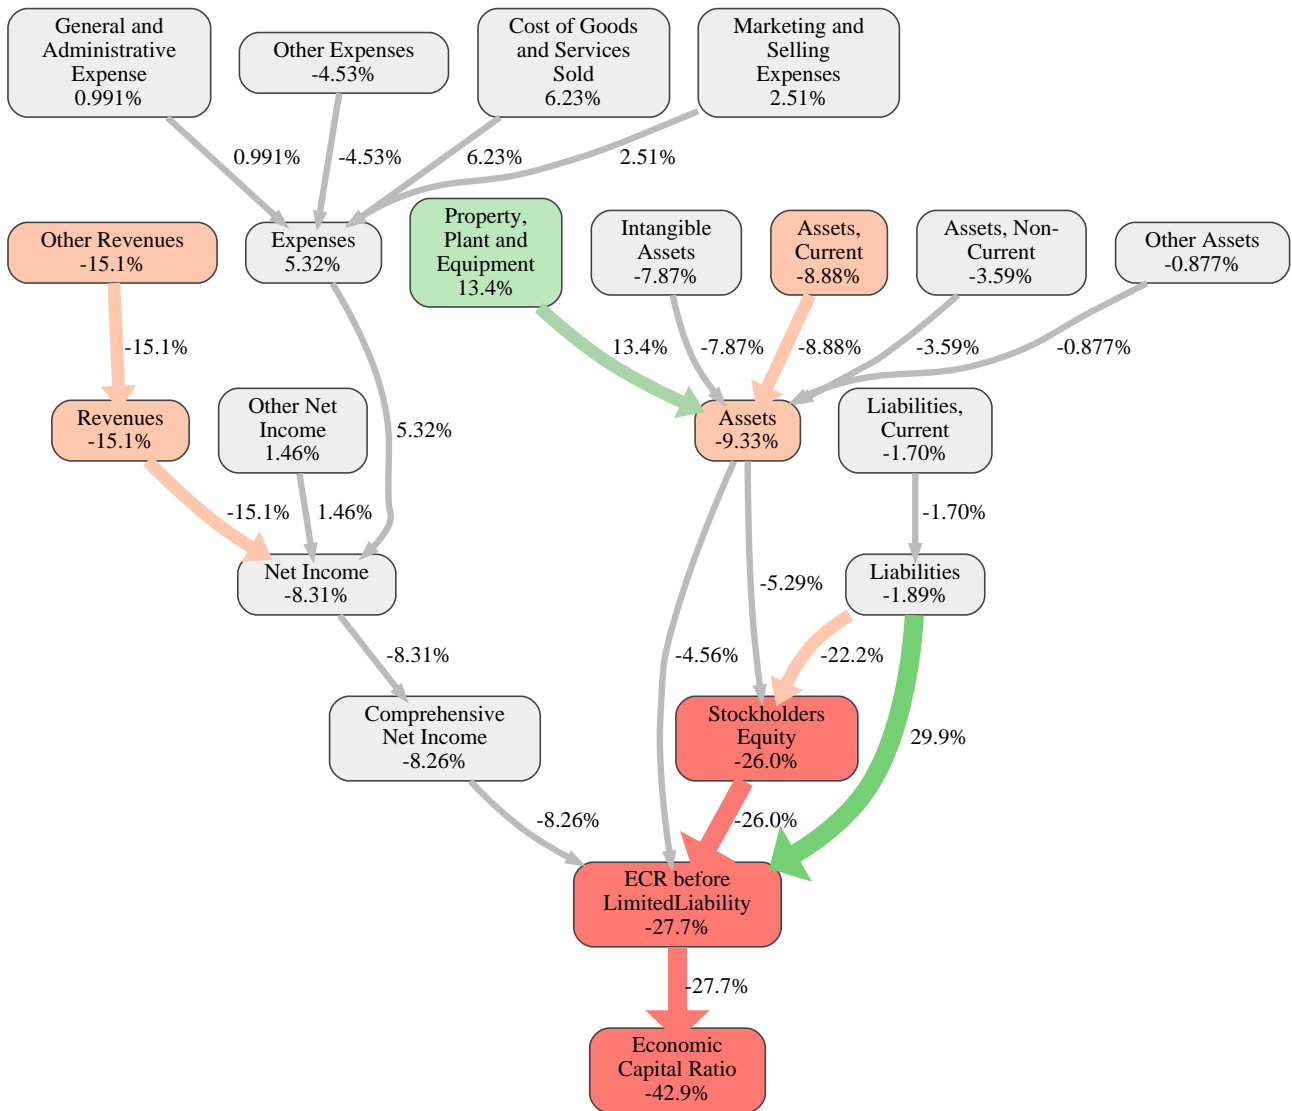 General and
Administrative
Expense
0.991%
Other Expenses
-4.53%
Cost of Goods
and Services
Sold
6.23%
Marketing and
Selling
Expenses
2.51%
0.991%
-4.53%
6.23%
2.51%
Other Revenues
-15.1%
Expenses
5.32%
Property,
Plant and
Equipment
13.4%
Intangible
Assets
-7.87%
Assets,
Current
-8.88%
Assets, Non-
Current
-3.59%
Other Assets
-0.877%
-15.1%
13.4%
-7.87%
-8.88%
-3.59%
-0.877%
Revenues
-15.1%
Other Net
Income
1.46%
5.32%
Assets
-9.33%
Liabilities,
Current
-1.70%
-15.1%
1.46%
-1.70%
Net Income
-8.31%
-5.29%
Liabilities
-1.89%
-8.31%
-4.56%
-22.2%
Comprehensive
Net Income
-8.26%
Stockholders
Equity
-26.0%
29.9%
-8.26%
-26.0%
ECR before
LimitedLiability
-27.7%
-27.7%
Economic
Capital Ratio
-42.9%